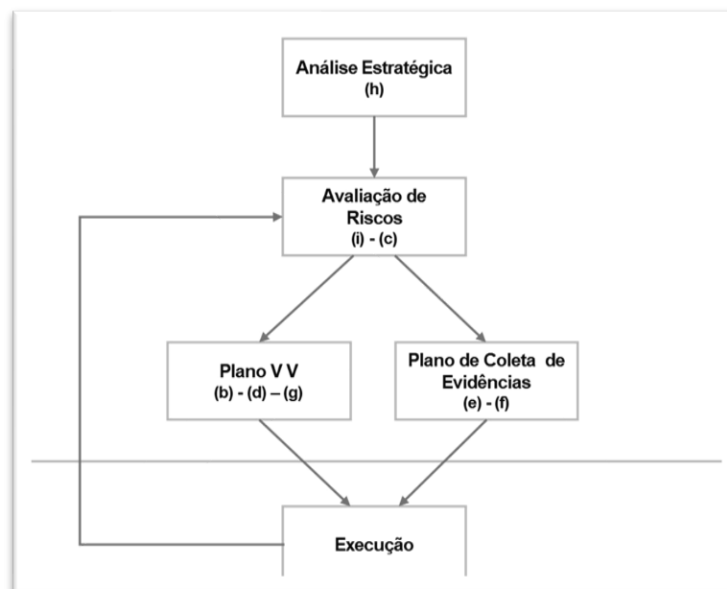 Análise Estratégica
(h)
Avaliação de
Riscos
(i) - (c)
Plano V V
(b) - (d) – (g)
Plano de Coleta de
Evidências
(e) - (f)
Execução